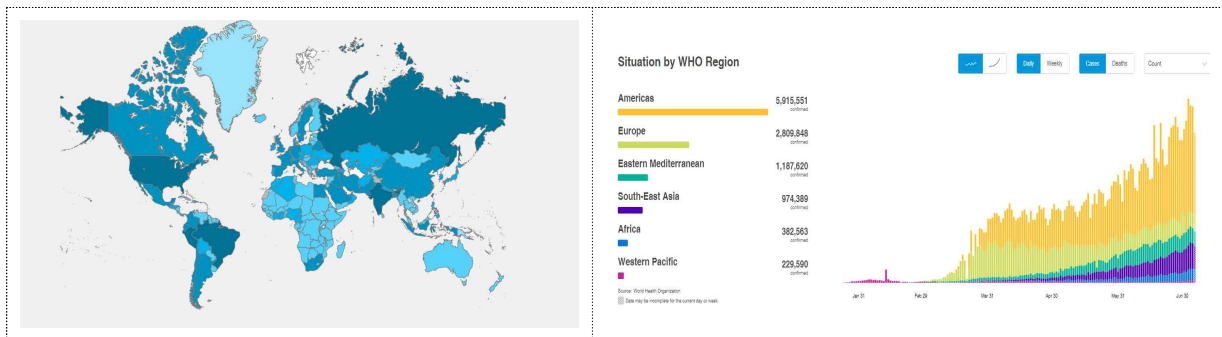 Situation by WHO Region
Daily Weekly Cases Deaths Count
Americas 5,915,551
confirmed
Europe 2,809,848
confirmed
Eastern Mediterranean 1,187,620
confirmed
South-East Asia 974,389
confirmed
Africa 382,563
confirmed
Western Pacific 229,590
confirmed
Source: World Health Organization
Data may be incomplete for the current day or week.
Jan 31 Feb 29 Mar 31 Apr 30 May 31 Jun 30